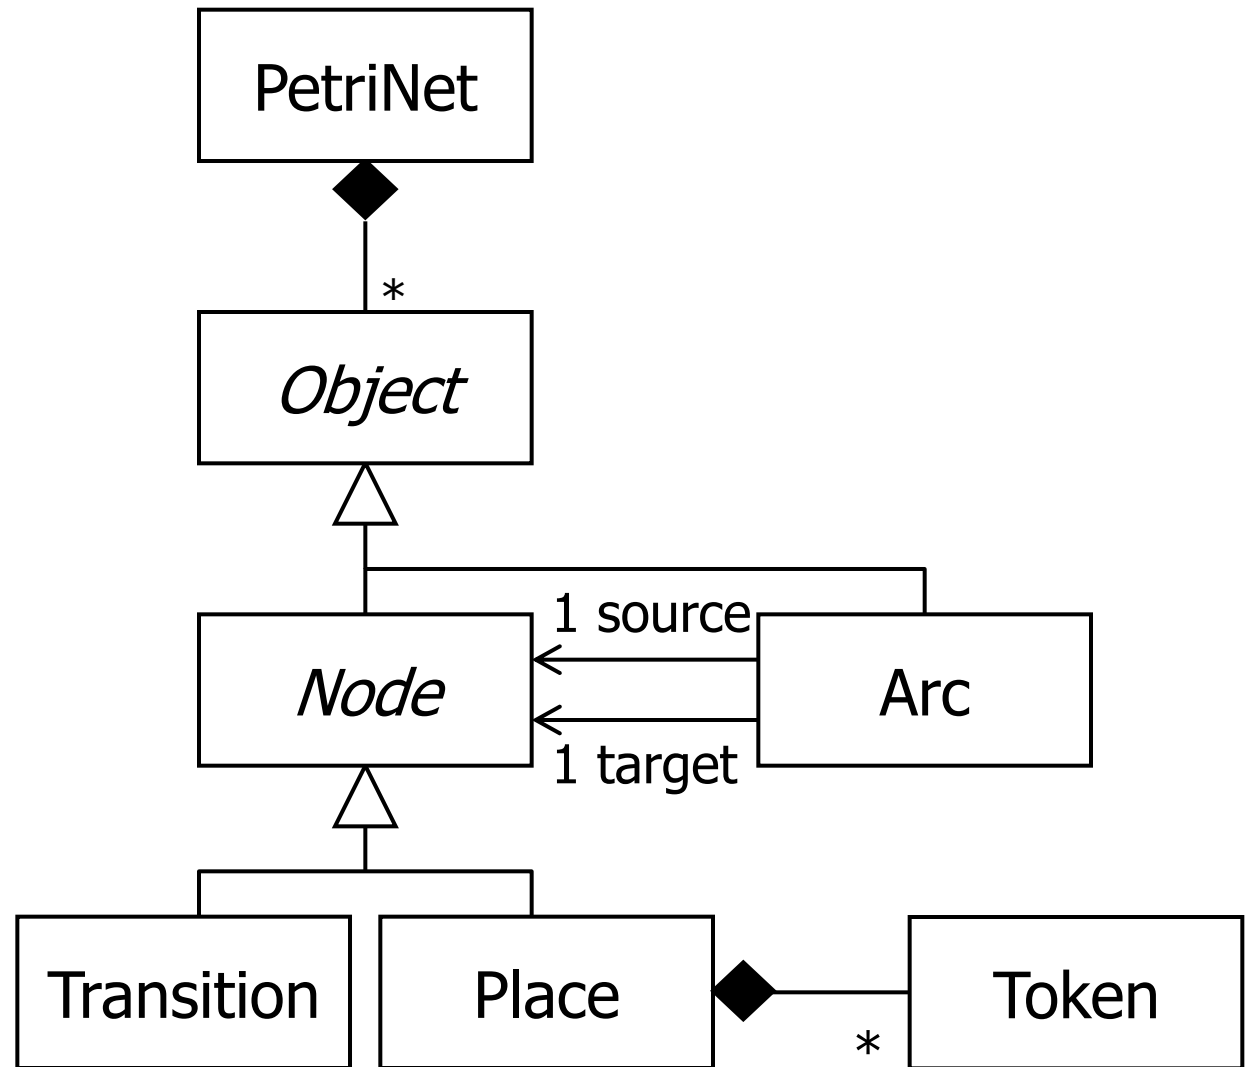 PetriNet
*
Object
1 source
Node
Arc
1 target
Transition
Place
Token
*